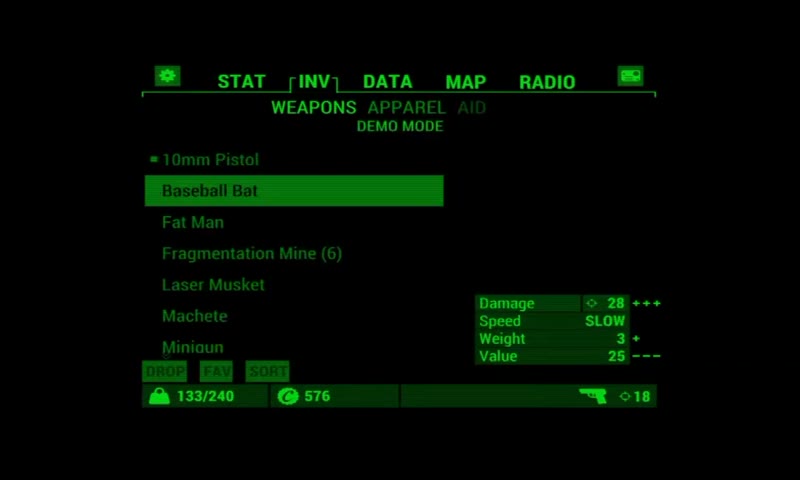 STAT INV DATA MAP RADIO
WEAPONS APPAREL AID
DEMO MODE
10mm Pistol
Baseball Bat
Fat Man
Fragmentation Mine (6)
Laser Musket
Machete
Minigun
Damage 28 +++
Speed SLOW
Weight 3 +
Value 25 ---
DROP FAV SORT
133/240 576 18